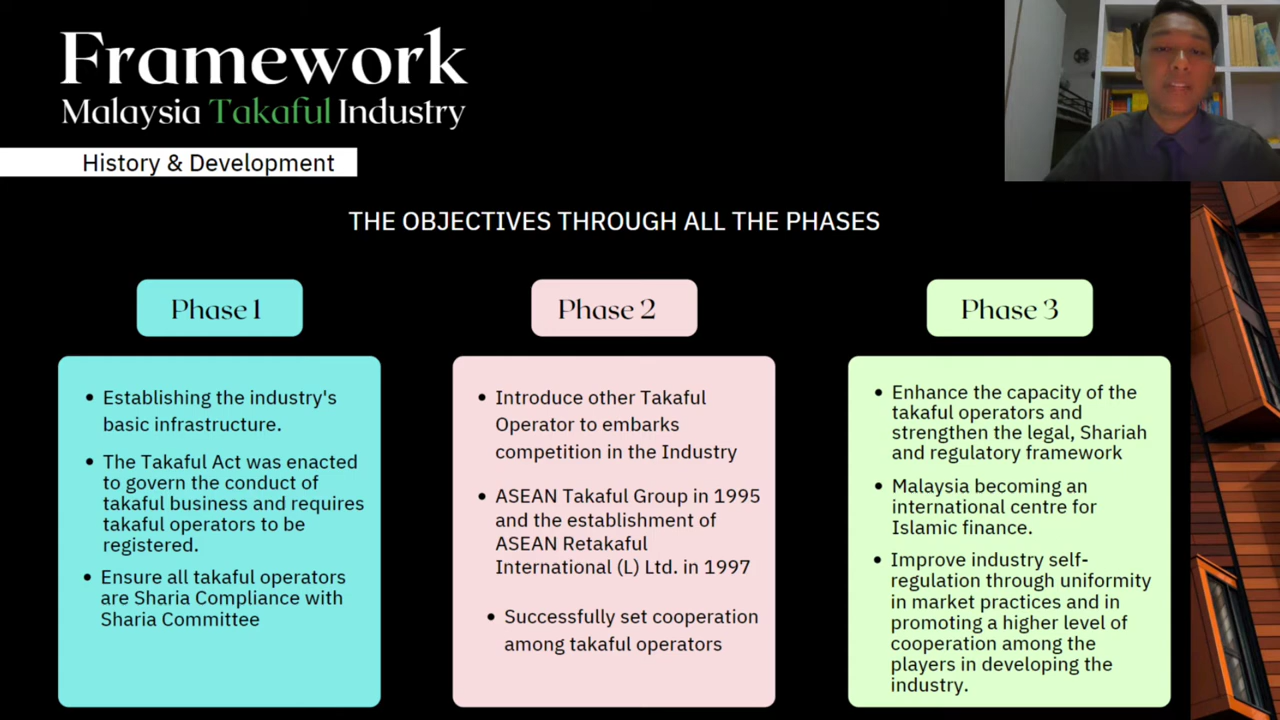 Framework
Malaysia Takaful Industry
History & Development
THE OBJECTIVES THROUGH ALL THE PHASES
Phase 1
Establishing the industry's
basic infrastructure.
The Takaful Act was enacted
to govern the conduct of
takaful business and requires
takaful operators to be
registered.
Ensure all takaful operators
are Sharia Compliance with
Sharia Committee
Phase 2
Introduce other Takaful
Operator to embarks
competition in the Industry
ASEAN Takaful Group in 1995
and the establishment of
ASEAN Retakaful
International (L) Ltd. in 1997
Successfully set cooperation
among takaful operators
Phase 3
Enhance the capacity of the
takaful operators and
strengthen the legal, Shariah
and regulatory framework
Malaysia becoming an
international centre for
Islamic finance.
Improve industry self-
regulation through uniformity
in market practices and in
promoting a higher level of
cooperation among the
players in developing the
industry.